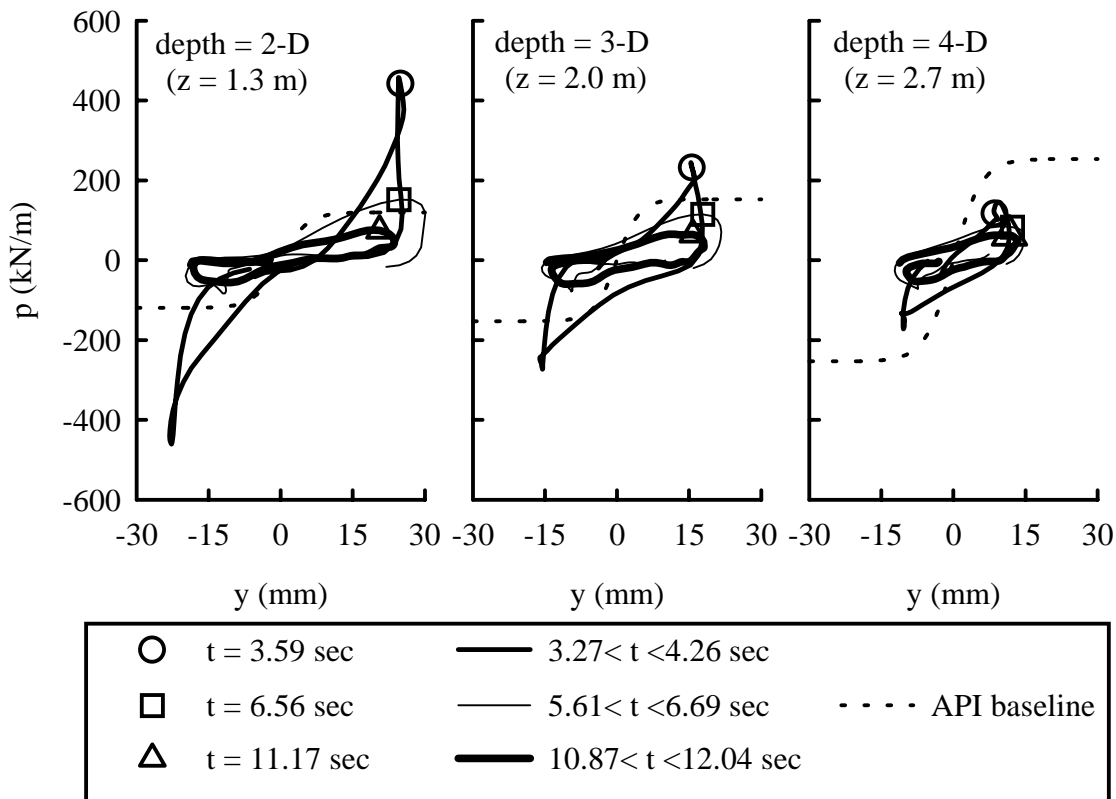 600
400
200
0
-200
-400
-600
p (kN/m)
depth = 2-D
(z = 1.3 m)
depth = 3-D
(z = 2.0 m)
depth = 4-D
(z = 2.7 m)
-30 -15 0 15 30
-30 -15 0 15 30
-30 -15 0 15 30
y (mm)
y (mm)
y (mm)
t = 3.59 sec
3.27< t <4.26 sec
t = 6.56 sec
5.61< t <6.69 sec
API baseline
t = 11.17 sec
10.87< t <12.04 sec